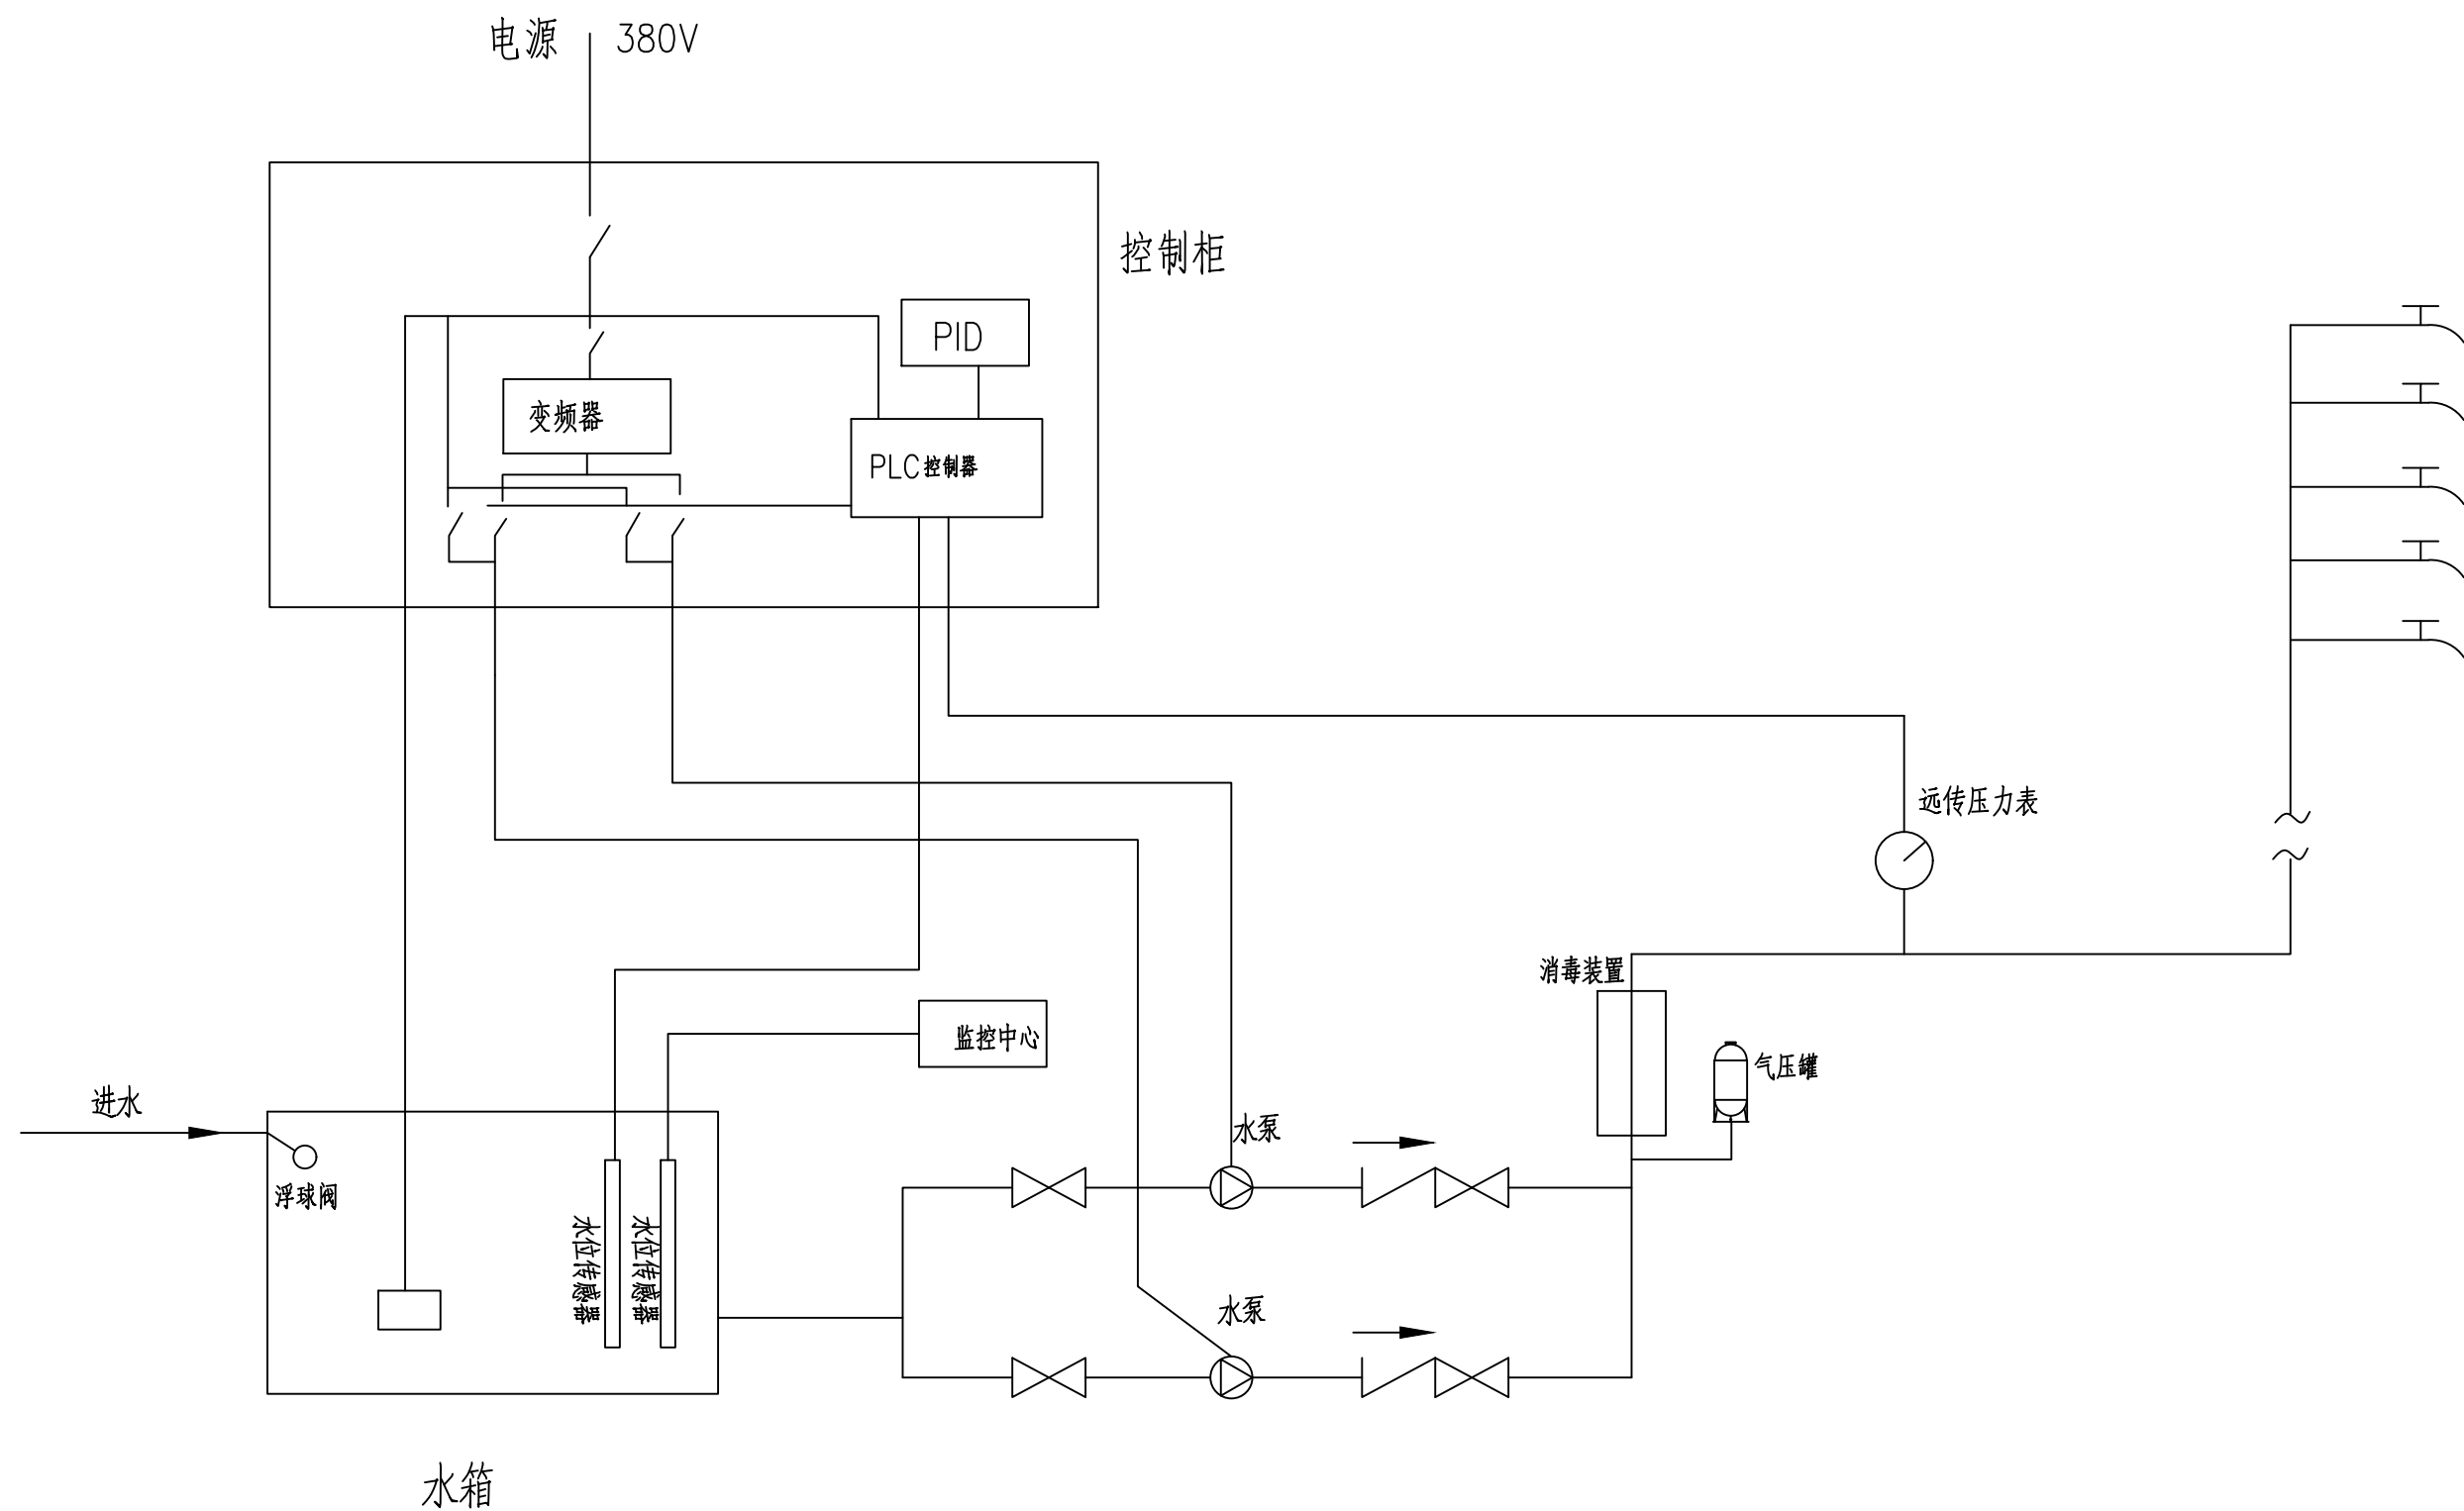 电源 380V
控制柜
PID
变频器
PLC控制器
远传压力表
消毒装置
监控中心
气压罐
进水
水泵
浮球阀
水位传感器
水位传感器
水泵
水箱